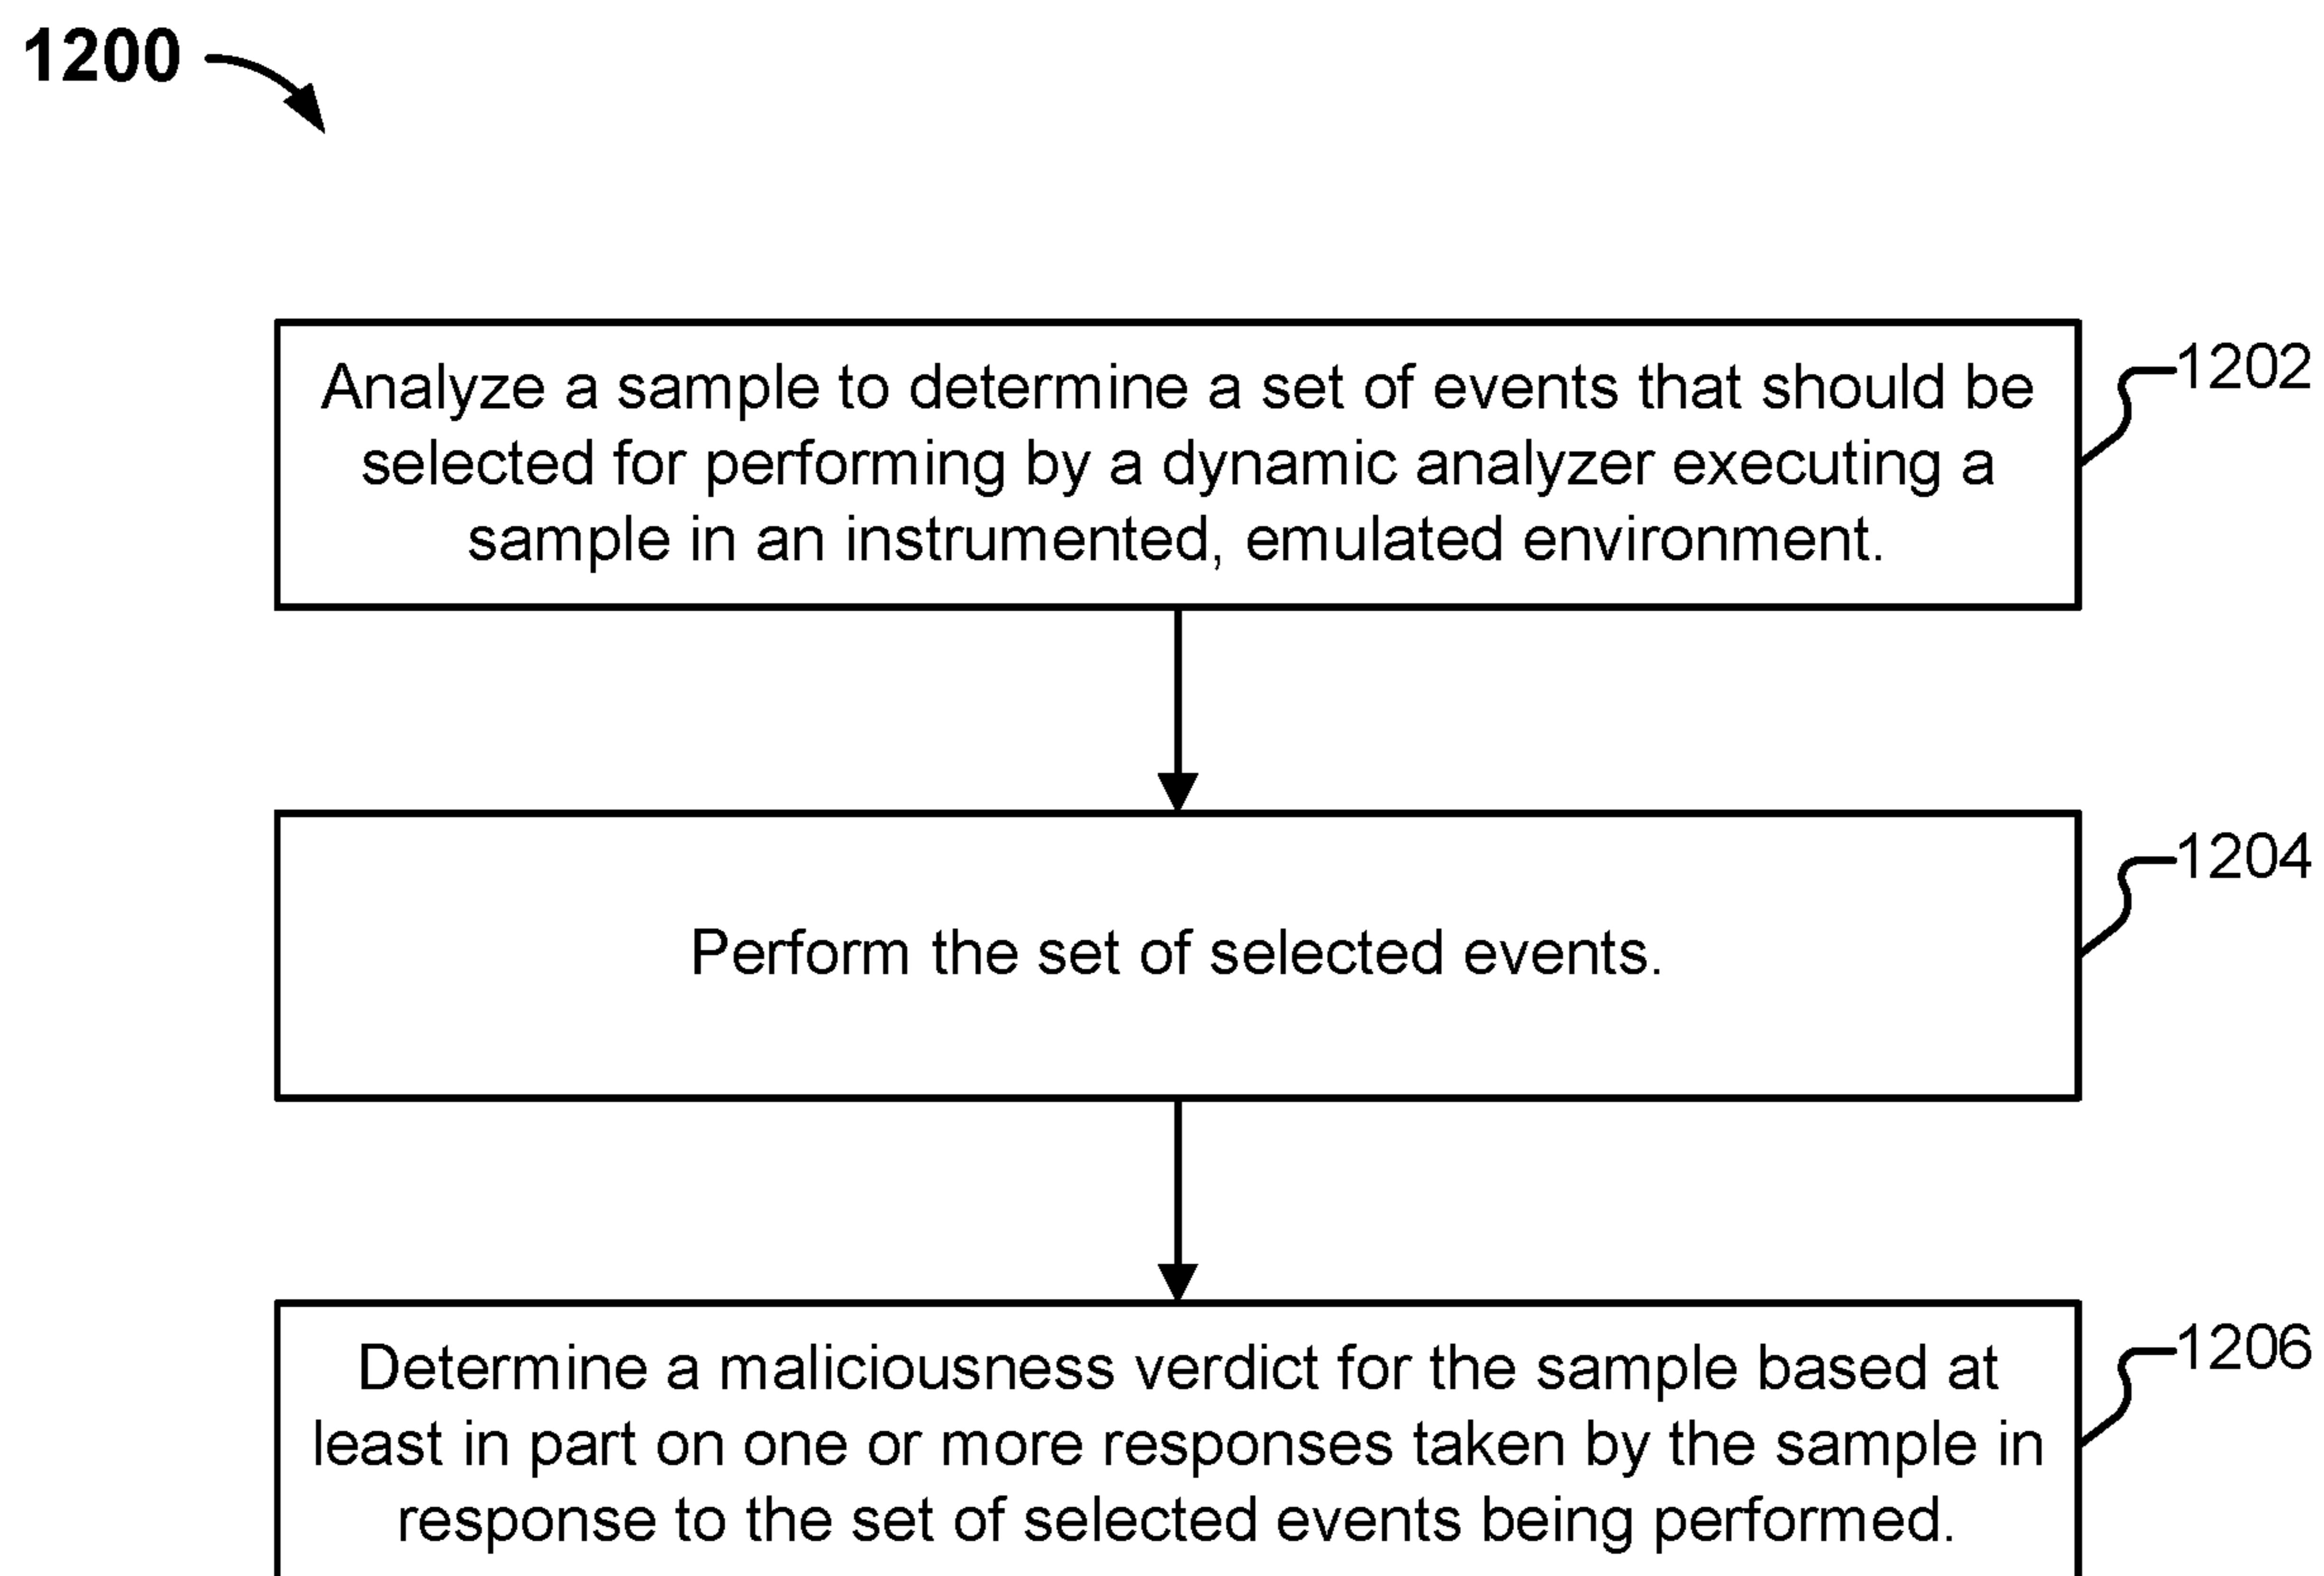 1200
Analyze a sample to determine a set of events that should be
selected for performing by a dynamic analyzer executing a
sample in an instrumented, emulated environment.
1202
Perform the set of selected events.
1204
Determine a maliciousness verdict for the sample based at
least in part on one or more responses taken by the sample in
response to the set of selected events being performed.
1206